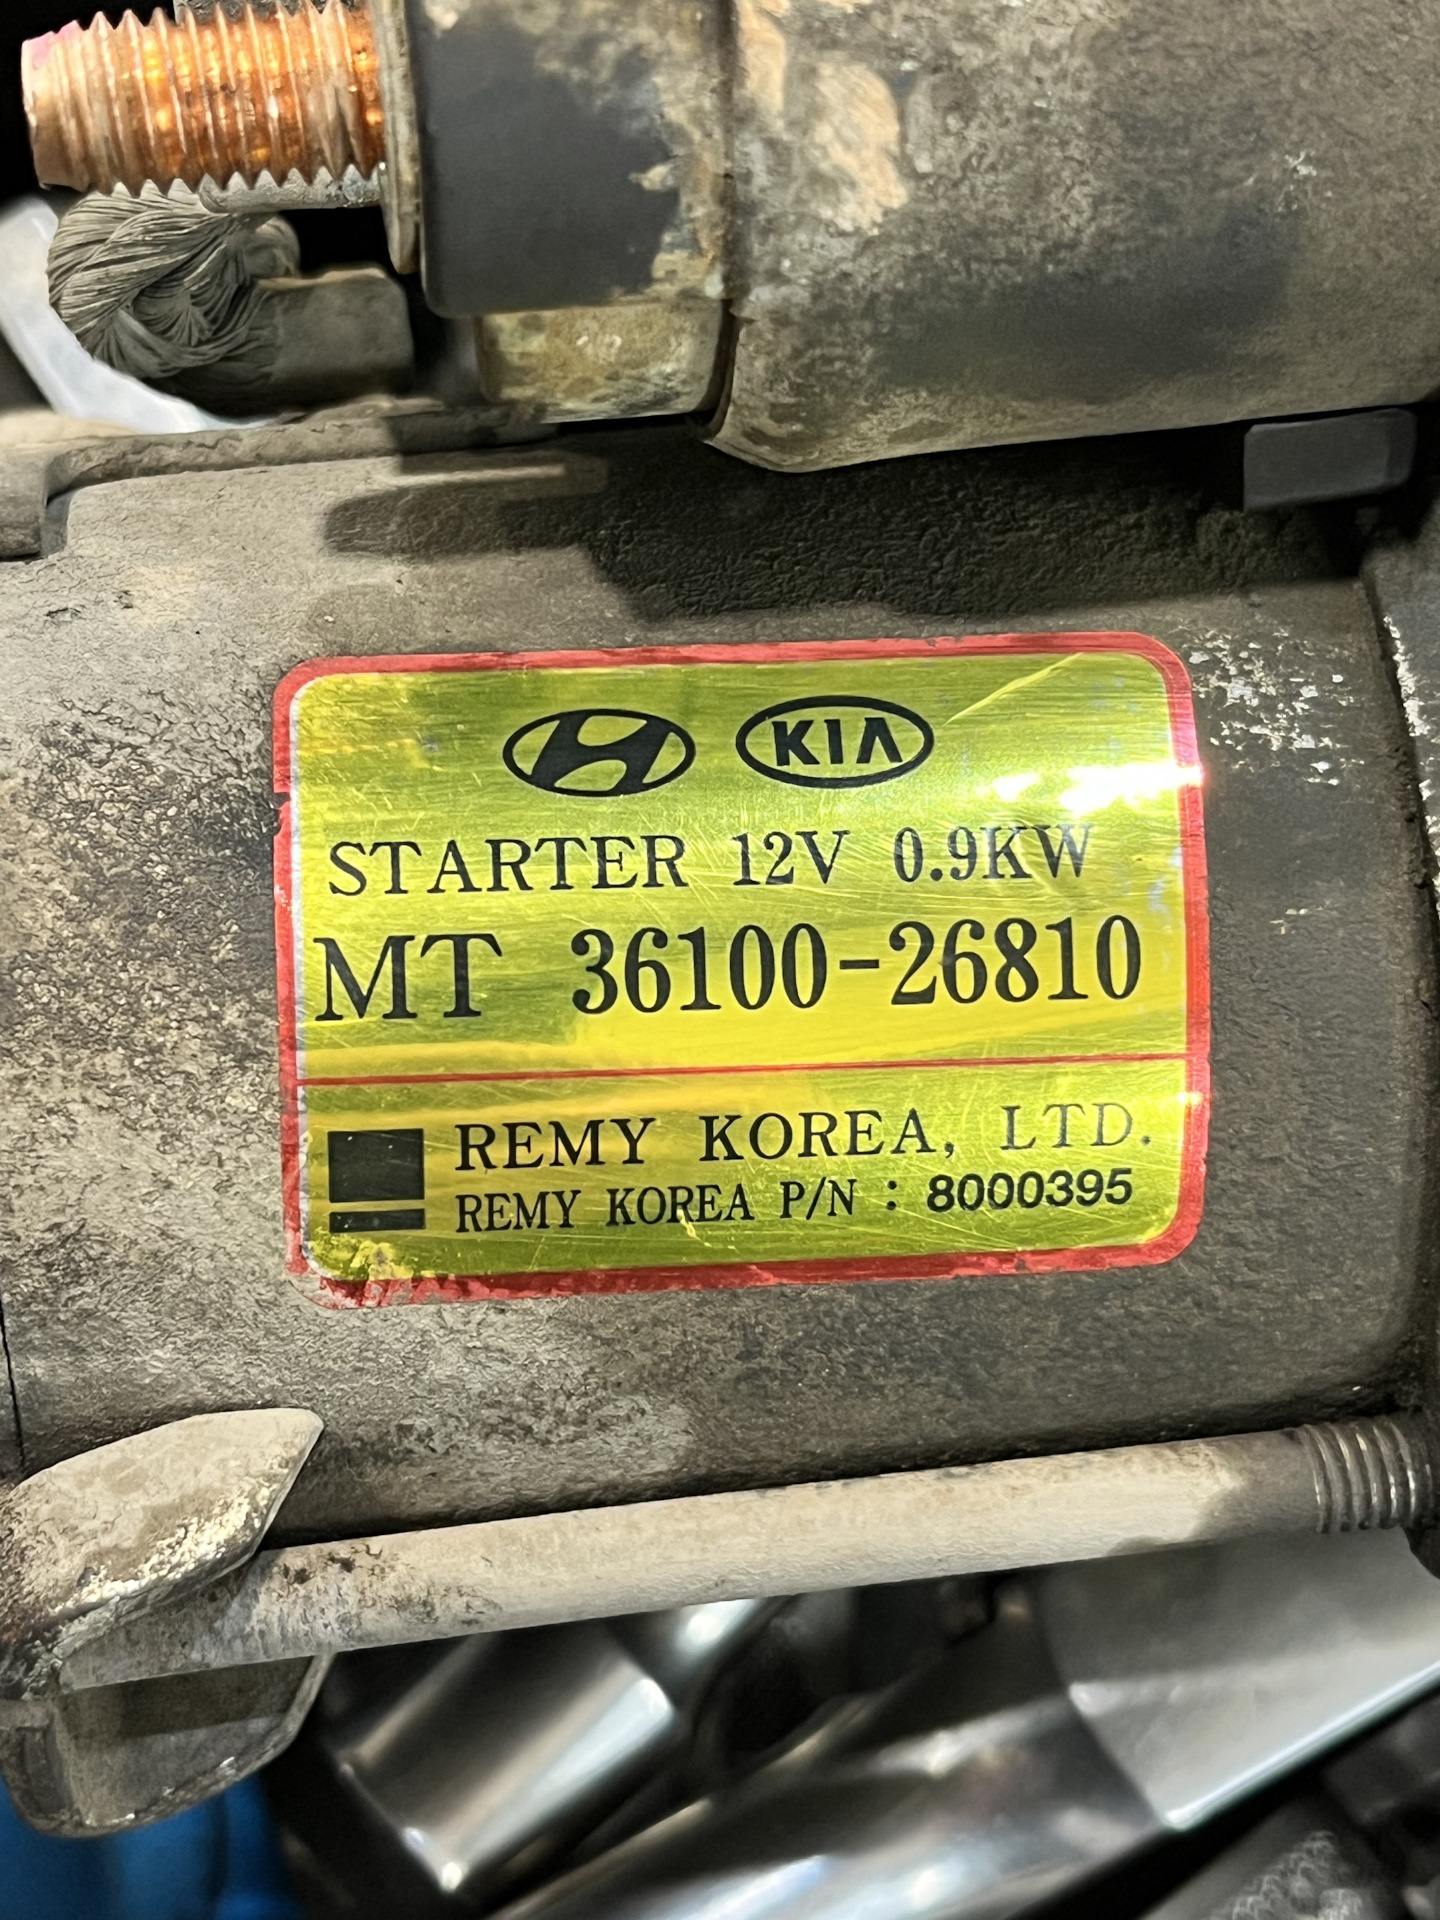 KIA
STARTER 12V 0.9KW
MT 36100-26810
REMY KOREA, LTD.
REMY KOREA P/N : 8000395